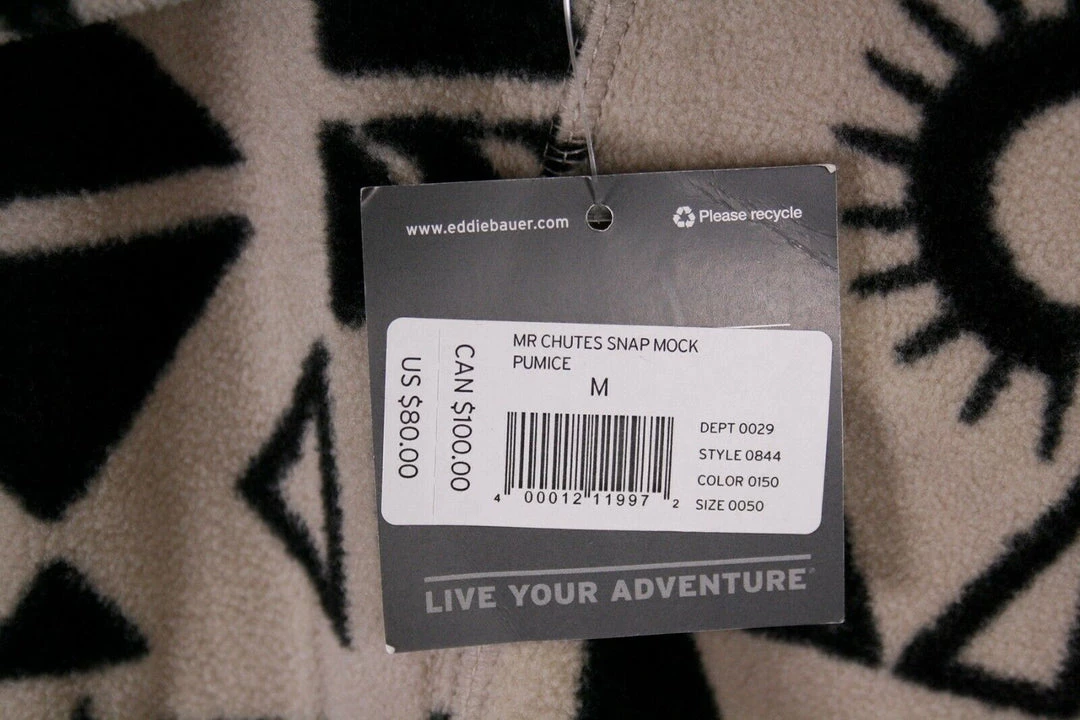 www.eddiebauer.com
Please recycle
MR CHUTES SNAP MOCK
PUMICE
M
US $80.00
CAN $100.00
DEPT 0029
STYLE 0844
COLOR 0150
SIZE 0050
4 00012 11997 2
LIVE YOUR ADVENTURE®